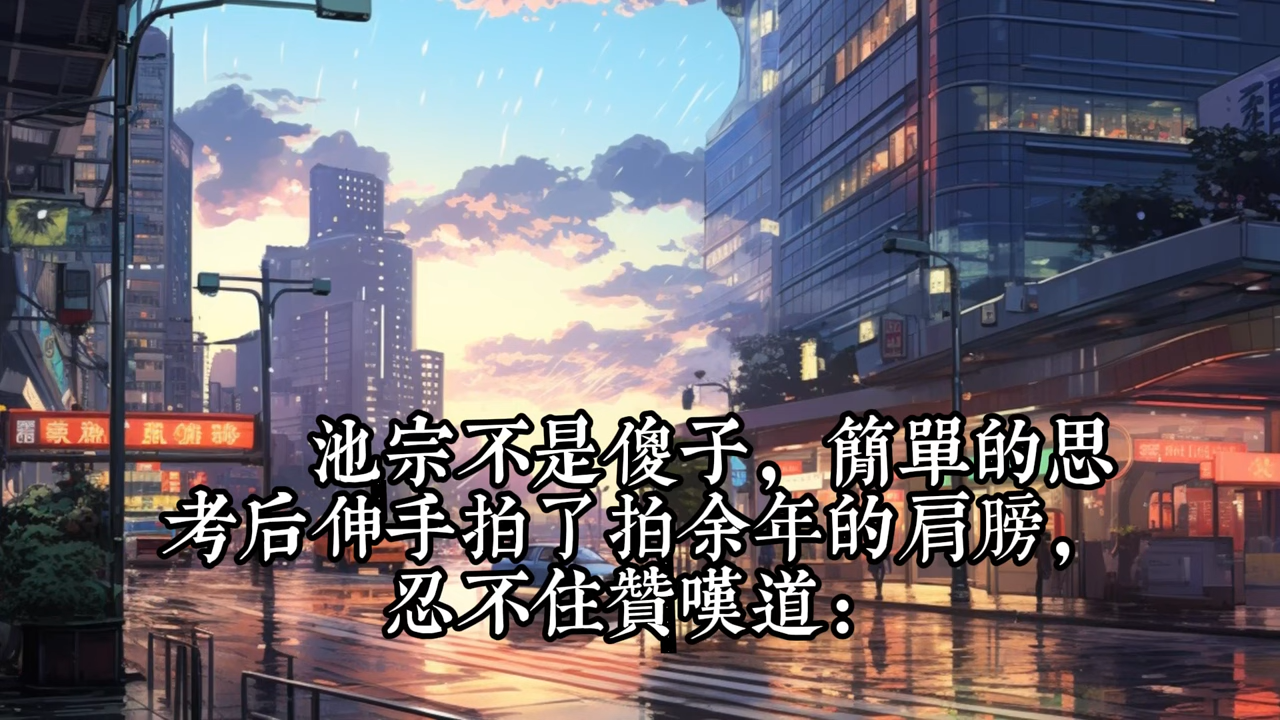 池宗不是傻子，簡單的思
考后伸手拍了拍余年的肩膀，
忍不住贊嘆道：